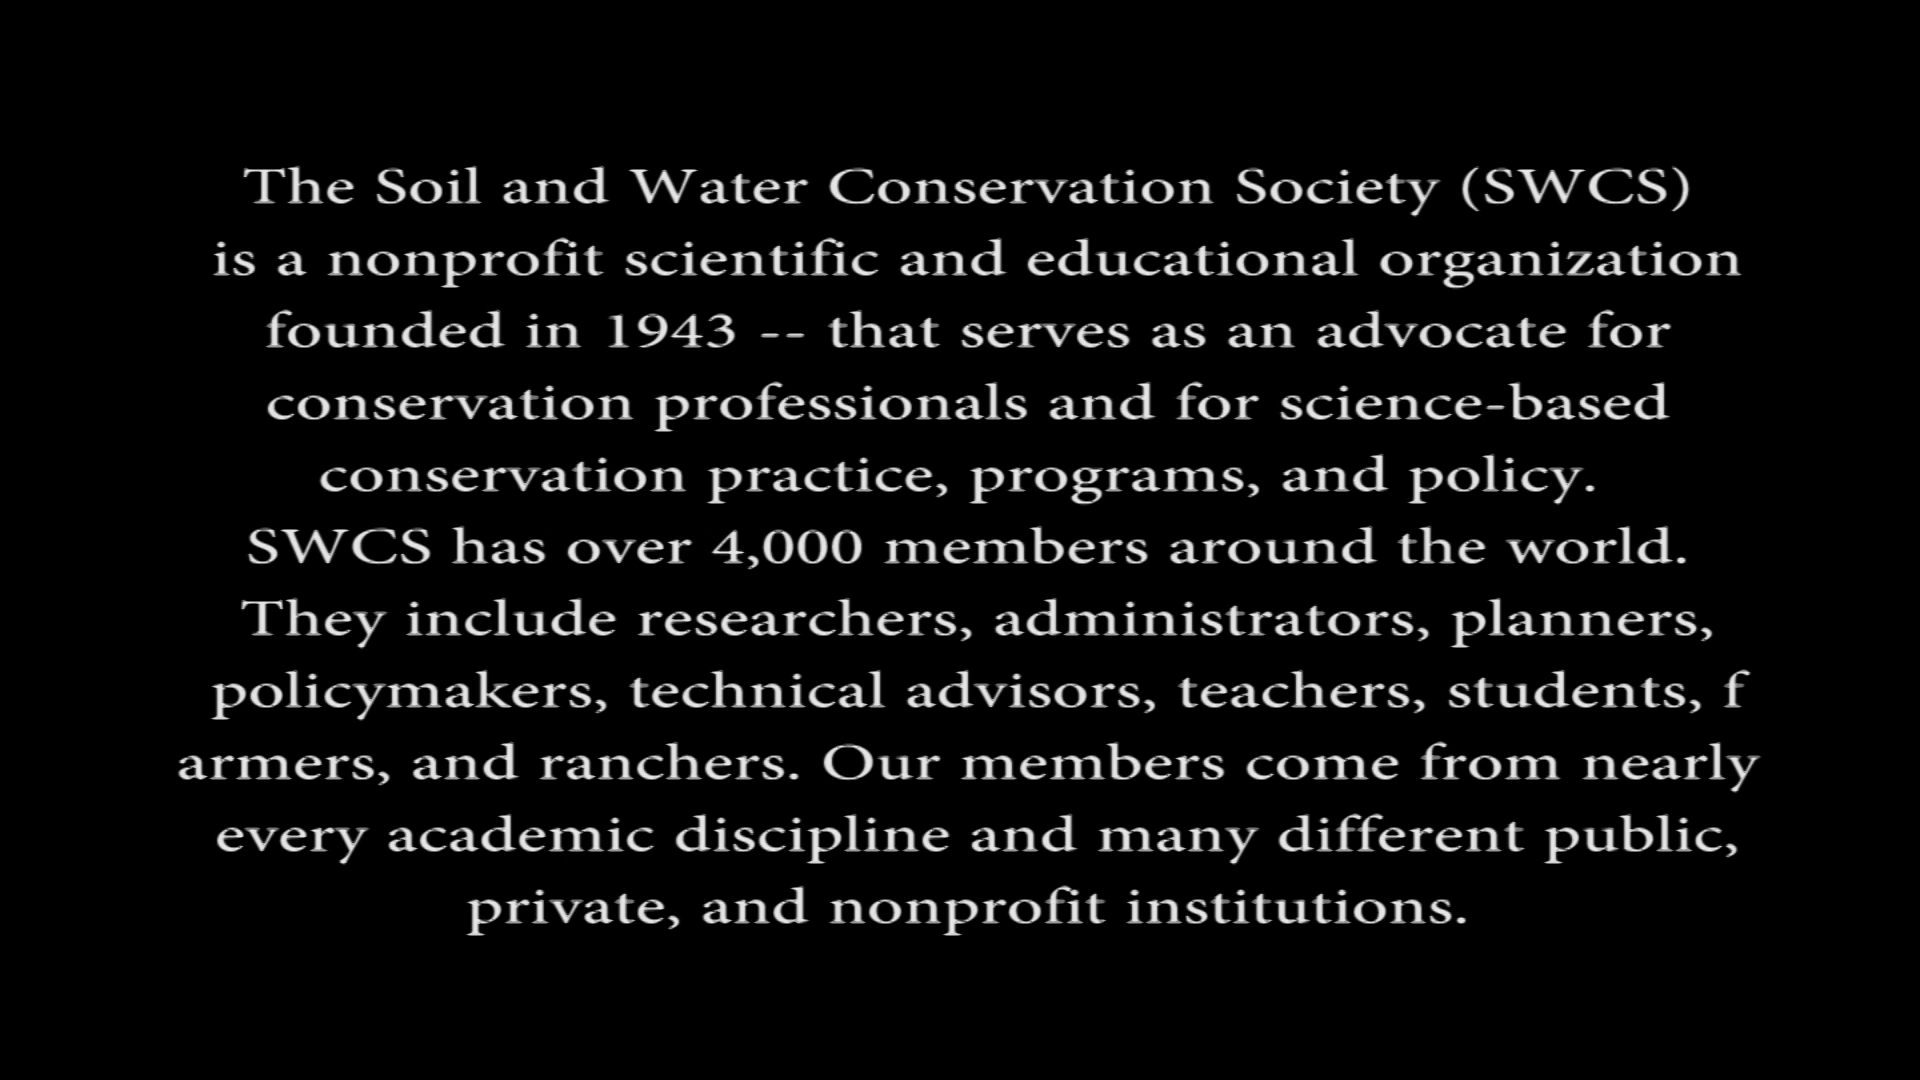 The Soil and Water Conservation Society (SWCS)
is a nonprofit scientific and educational organization
founded in 1943 -- that serves as an advocate for
conservation professionals and for science-based
conservation practice, programs, and policy.
SWCS has over 4,000 members around the world.
They include researchers, administrators, planners,
policymakers, technical advisors, teachers, students, f
armers, and ranchers. Our members come from nearly
every academic discipline and many different public,
private, and nonprofit institutions.